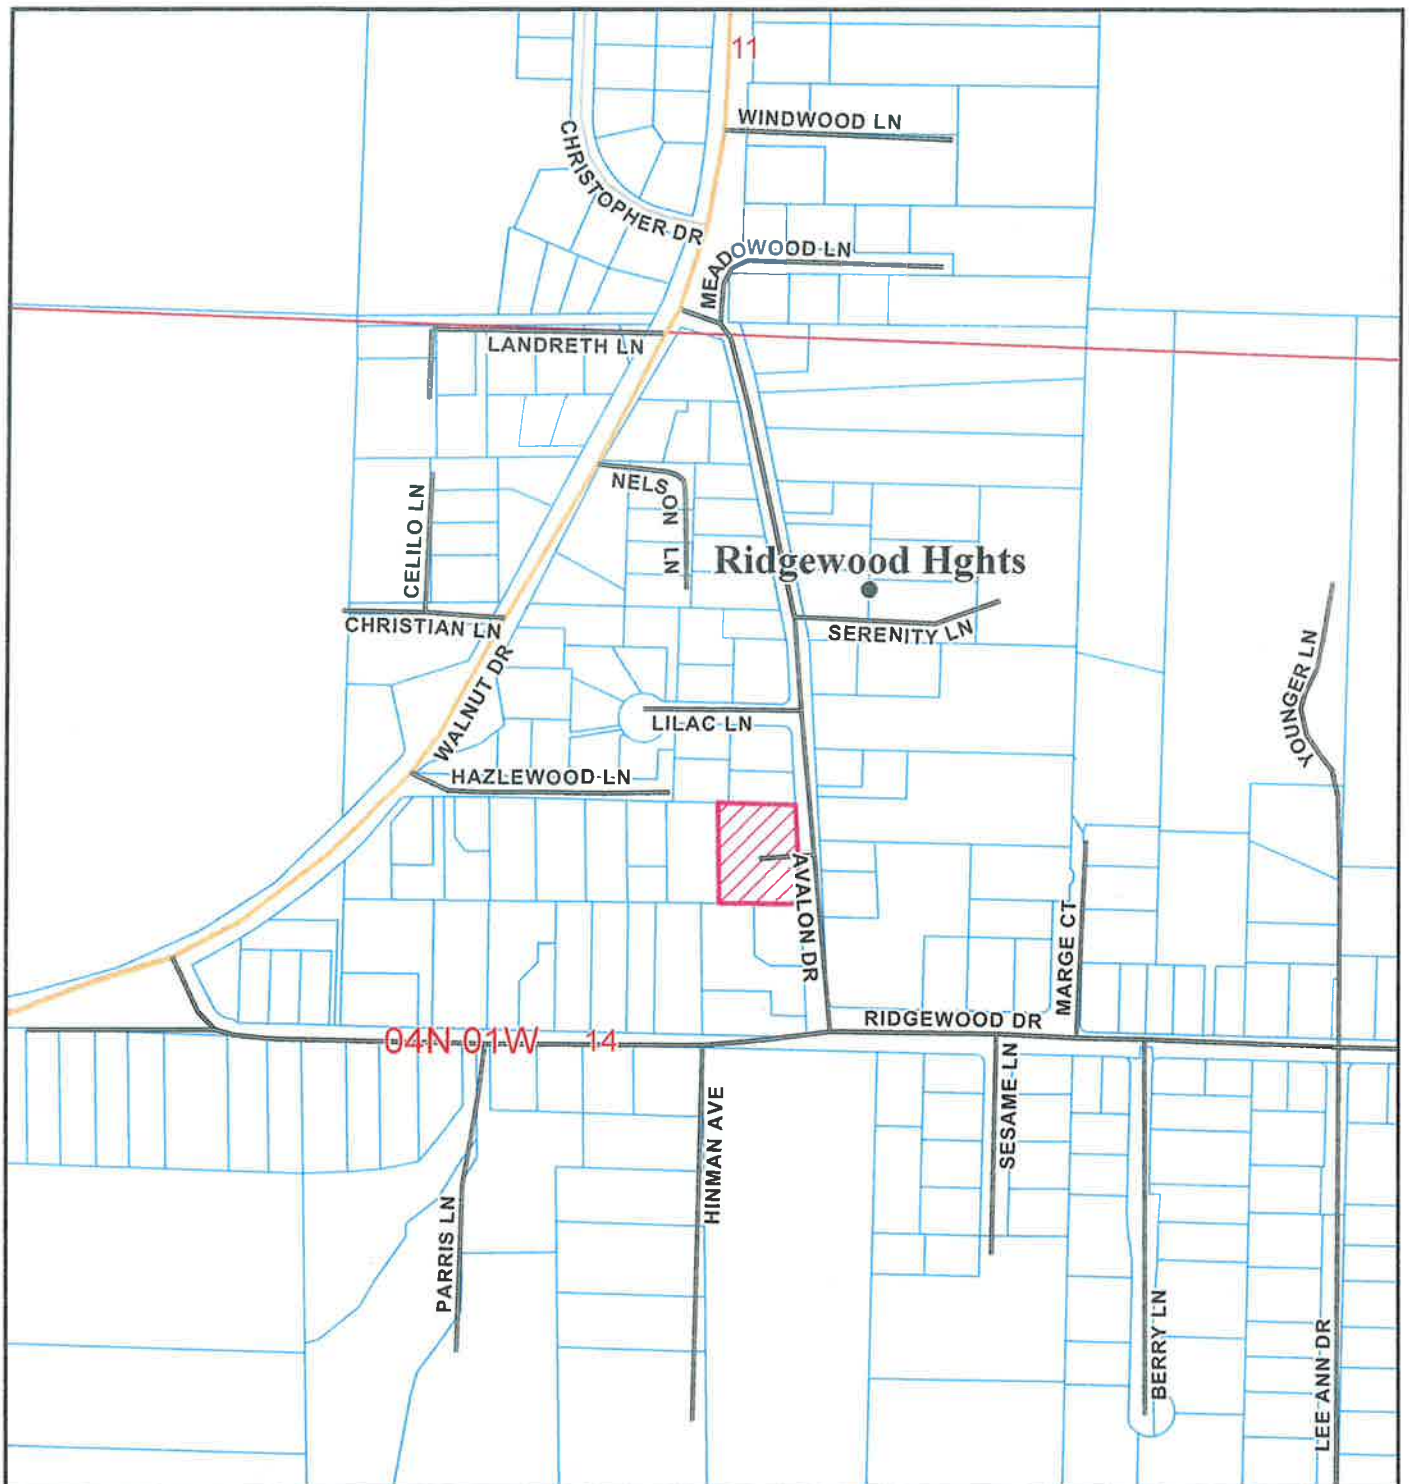 11
WINDWOOD LN
CHRISTOPHER DR
MEADOWOOD LN
LANDRETH LN
NELSON LN
CELILO LN
Ridgewood Hghts
CHRISTIAN LN
SERENITY LN
WALNUT DR
YOUNGER LN
LILAC LN
HAZLEWOOD LN
AVALON DR
MARGE CT
RIDGEWOOD DR
04N 01W 14
SESAME LN
HINMAN AVE
PARRIS LN
BERRY LN
LEE ANN DR